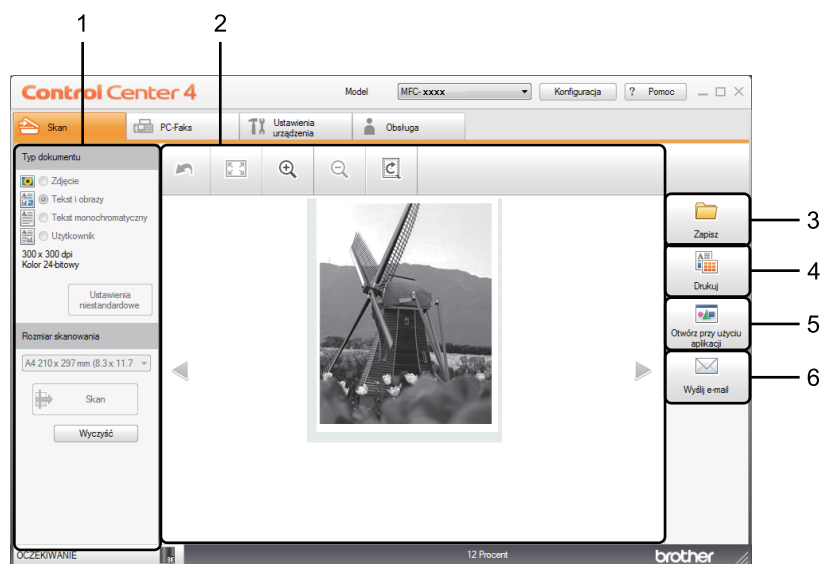 1 2
Control Center 4 Model MFC-xxxx Konfiguracja ? Pomoc
Skan PC-Faks Ustawienia urządzenia Obsługa
Typ dokumentu
Zdjęcie
Tekst i obrazy
Tekst monochromatyczny
Użytkownik
300 x 300 dpi
Kolor 24-bitowy
Ustawienia
niestandardowe
Rozmiar skanowania
A4 210 x 297 mm (8.3 x 11.7
Skan
Wyczyść
Zapisz 3
Drukuj 4
Otwórz przy użyciu
aplikacji
5
Wyślij e-mail 6
OCZEKIWANIE 12 Procent brother